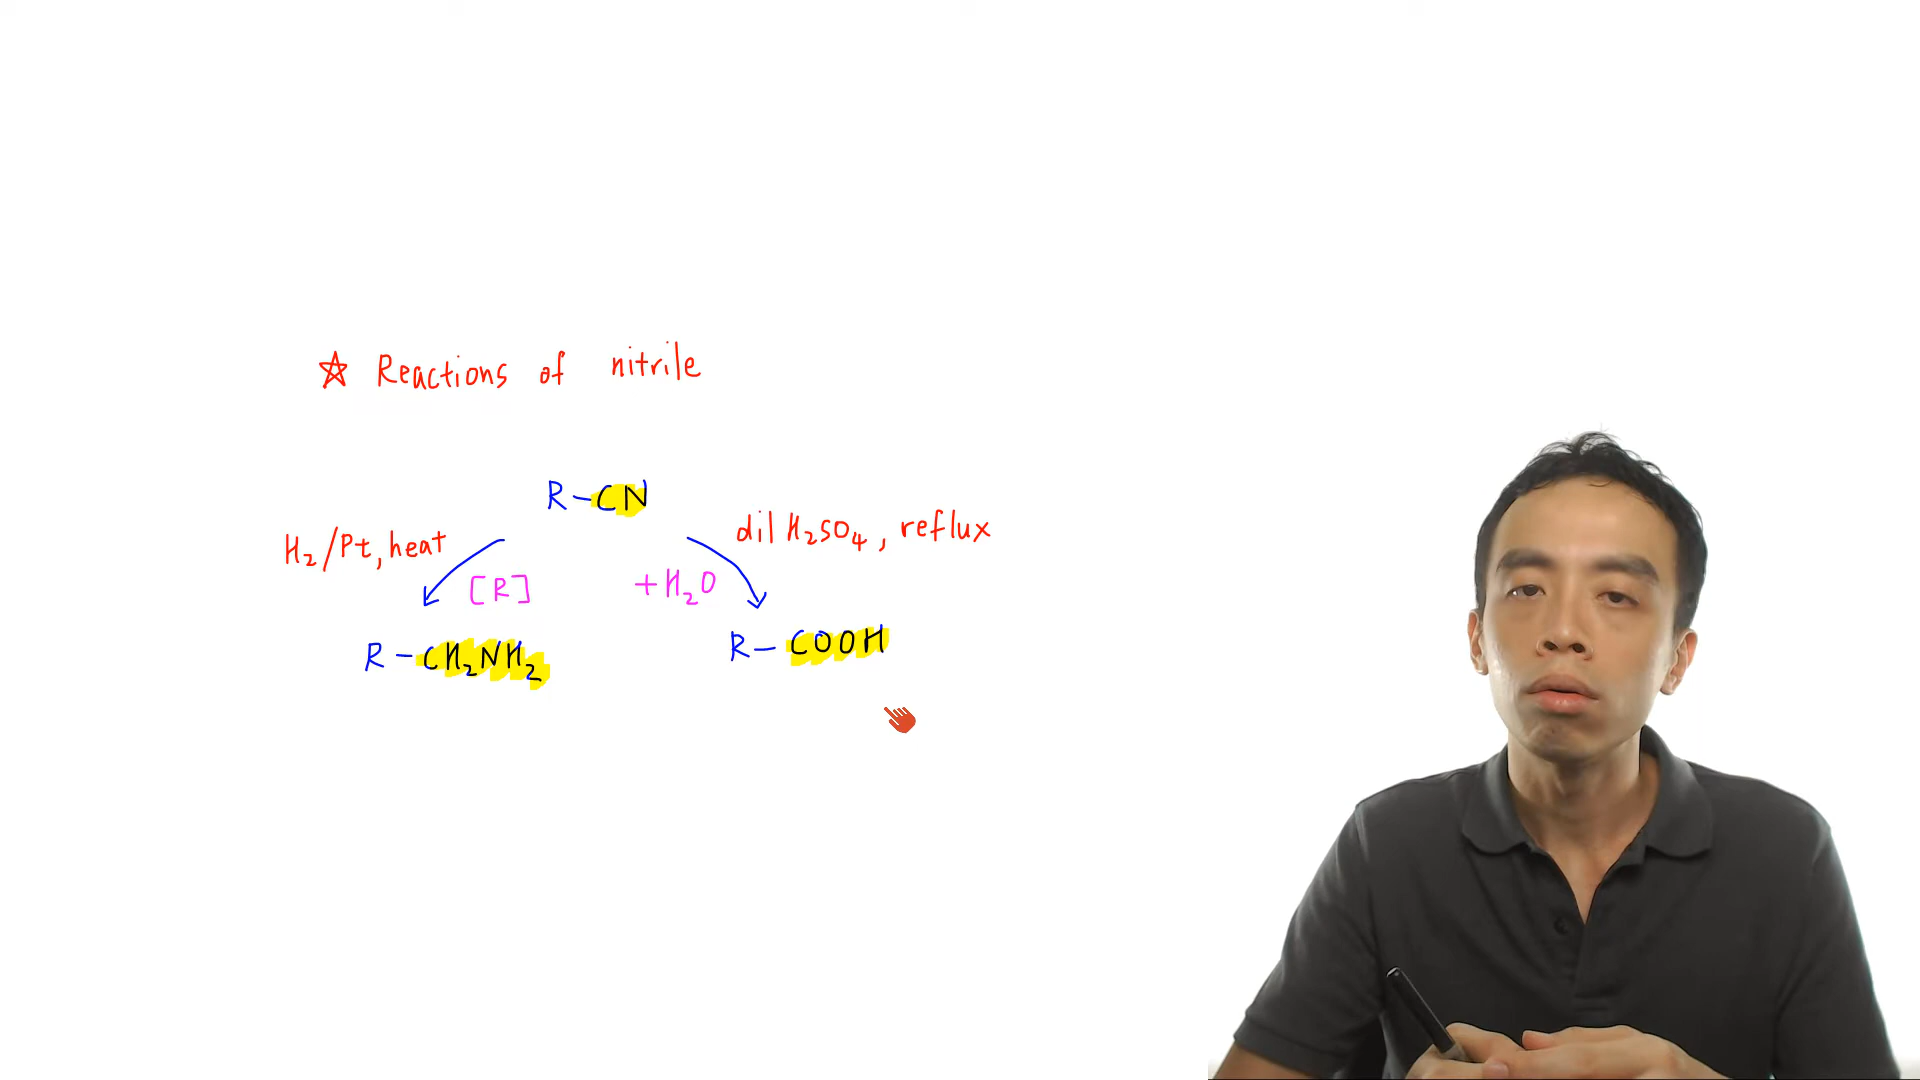 ☆ Reactions of nitrile
R-CN
H₂/Pt, heat
dil H₂SO₄, reflux
[R]
+H₂O
R-CH₂NH₂
R-COOH